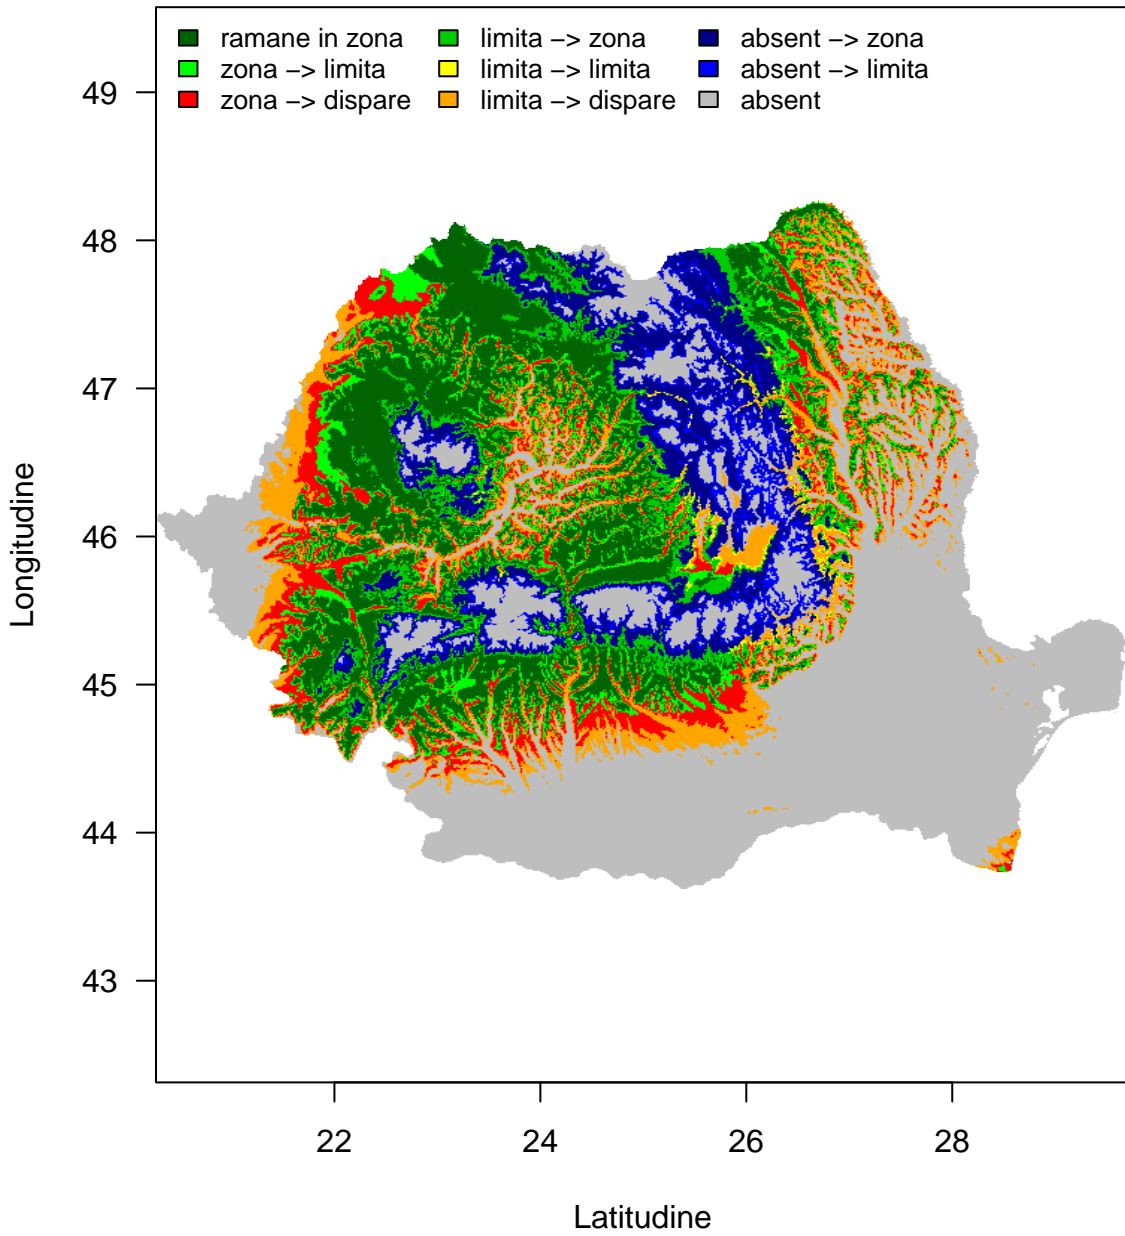 ramane in zona
limita −> zona
absent −> zona
zona −> limita
limita −> limita
absent −> limita
zona −> dispare
limita −> dispare
absent
49
48
47
46
45
44
43
Longitudine
22
24
26
28
Latitudine